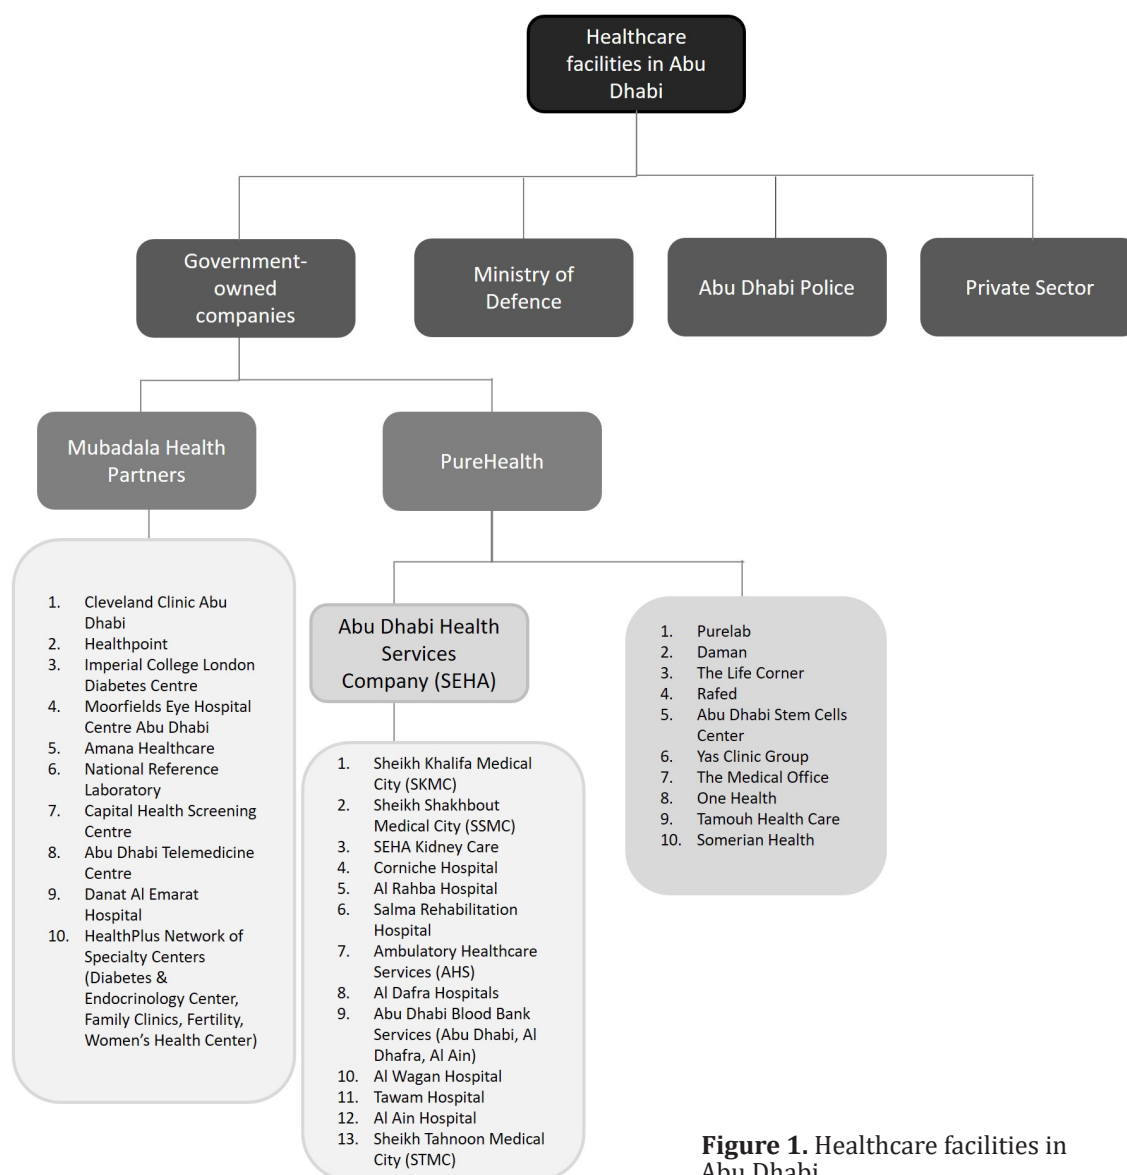 Healthcare
facilities in Abu
Dhabi
Government-
owned
companies
Ministry of
Defence
Abu Dhabi Police
Private Sector
Mubadala Health
Partners
PureHealth
1. Cleveland Clinic Abu
Dhabi
2. Healthpoint
3. Imperial College London
Diabetes Centre
4. Moorfields Eye Hospital
Centre Abu Dhabi
5. Amana Healthcare
6. National Reference
Laboratory
7. Capital Health Screening
Centre
8. Abu Dhabi Telemedicine
Centre
9. Danat Al Emarat
Hospital
10. HealthPlus Network of
Specialty Centers
(Diabetes &
Endocrinology Center,
Family Clinics, Fertility,
Women’s Health Center)
Abu Dhabi Health
Services
Company (SEHA)
1. Sheikh Khalifa Medical
City (SKMC)
2. Sheikh Shakhbout
Medical City (SSMC)
3. SEHA Kidney Care
4. Corniche Hospital
5. Al Rahba Hospital
6. Salma Rehabilitation
Hospital
7. Ambulatory Healthcare
Services (AHS)
8. Al Dafra Hospitals
9. Abu Dhabi Blood Bank
Services (Abu Dhabi, Al
Dhafra, Al Ain)
10. Al Wagan Hospital
11. Tawam Hospital
12. Al Ain Hospital
13. Sheikh Tahnoon Medical
City (STMC)
1. Purelab
2. Daman
3. The Life Corner
4. Rafed
5. Abu Dhabi Stem Cells
Center
6. Yas Clinic Group
7. The Medical Office
8. One Health
9. Tamouh Health Care
10. Somerian Health
Figure 1. Healthcare facilities in
Abu Dhabi